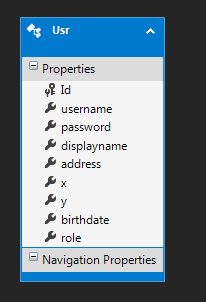 Usr
Properties
Id
username
password
displayname
address
x
y
birthdate
role
Navigation Properties